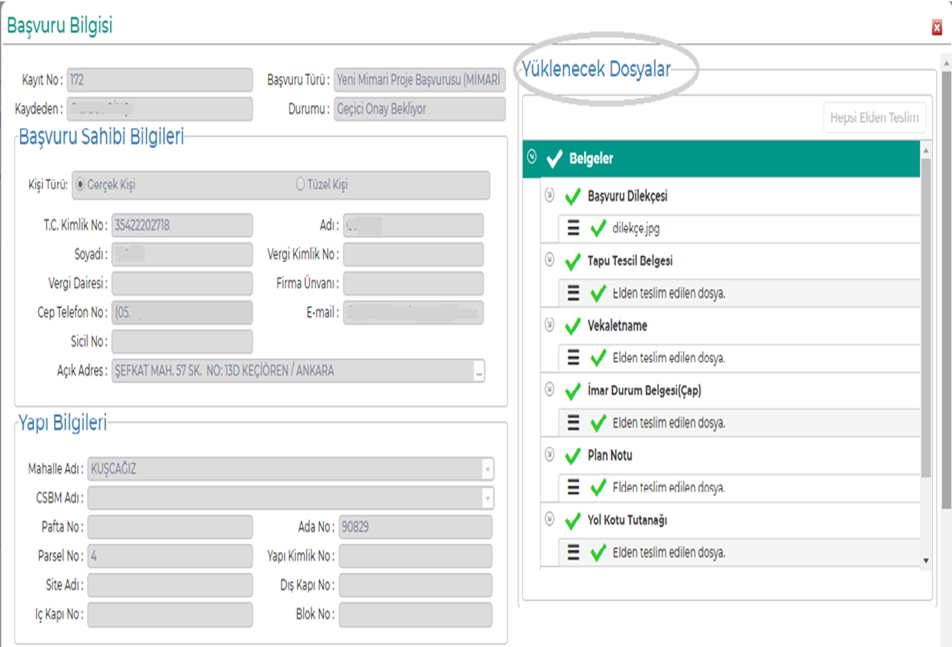 Başvuru Bilgisi
Kayıt No : 172
Başvuru Türü : Yeni Mimari Proje Başvurusu (MİMARİ
Kaydeden :
Durumu : Geçici Onay Bekliyor
Başvuru Sahibi Bilgileri
Kişi Türü: Gerçek Kişi Tüzel Kişi
T.C. Kimlik No : 35422202718
Adı :
Soyadı :
Vergi Kimlik No :
Vergi Dairesi :
Firma Ünvanı :
Cep Telefon No : (05.
E-mail :
Sicil No :
Açık Adres : ŞEFKAT MAH. 57 SK. NO: 13D KEÇİÖREN / ANKARA ...
Yapı Bilgileri
Mahalle Adı : KUŞCAĞIZ
CSBM Adı :
Pafta No :
Ada No : 90829
Parsel No : 4
Yapı Kimlik No :
Site Adı :
Dış Kapı No :
İç Kapı No :
Blok No :
Yüklenecek Dosyalar
Hepsi Elden Teslim
Belgeler
Başvuru Dilekçesi
dilekçe.jpg
Tapu Tescil Belgesi
Elden teslim edilen dosya.
Vekaletname
Elden teslim edilen dosya.
İmar Durum Belgesi(Çap)
Elden teslim edilen dosya.
Plan Notu
Elden teslim edilen dosya.
Yol Kotu Tutanağı
Elden teslim edilen dosya.